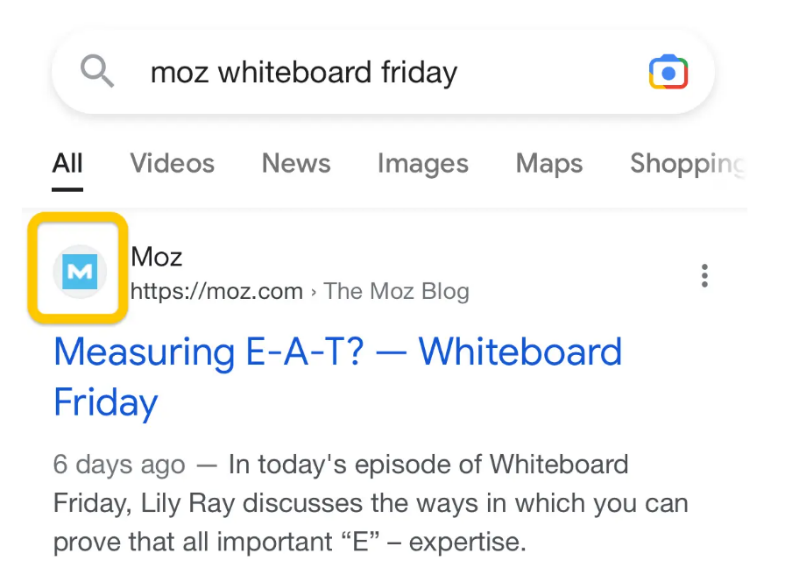 moz whiteboard friday
All Videos News Images Maps Shopping
M
Moz
https://moz.com › The Moz Blog
Measuring E-A-T? — Whiteboard
Friday
6 days ago — In today's episode of Whiteboard
Friday, Lily Ray discusses the ways in which you can
prove that all important “E” – expertise.